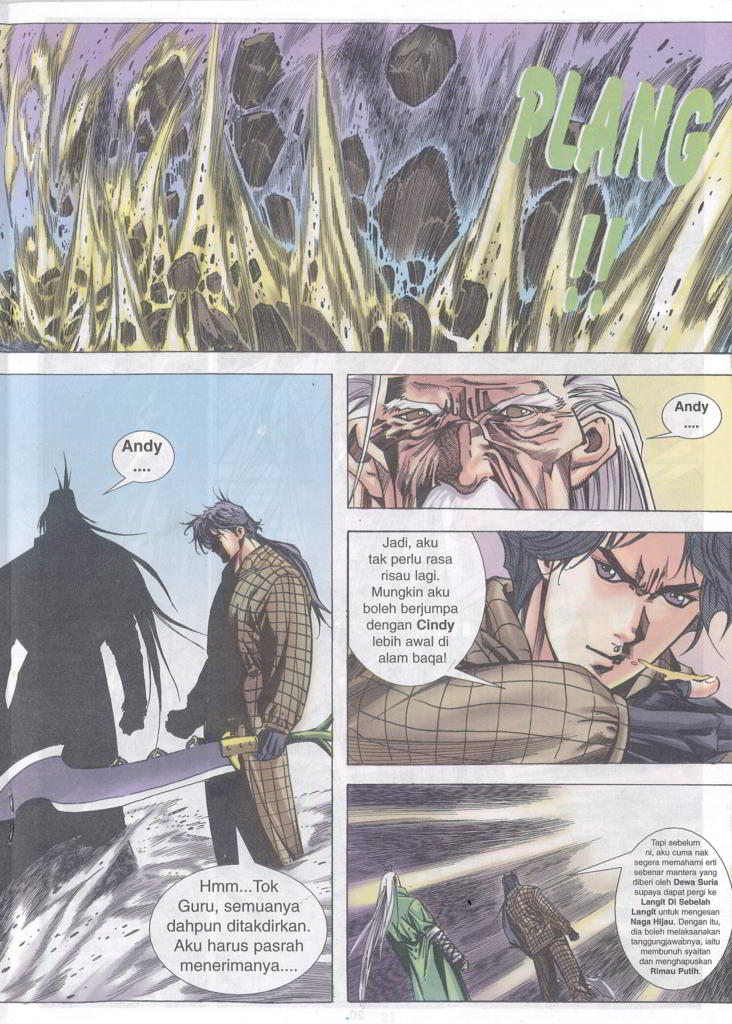 PLANG
!!
Andy
....
Hmm...Tok
Guru, semuanya
dahpun ditakdirkan.
Aku harus pasrah
menerimanya....
Andy
....
Jadi, aku
tak perlu rasa
risau lagi.
Mungkin aku
boleh berjumpa
dengan Cindy
lebih awal di
alam baqa!
Tapi sebelum
ni, aku cuma nak
segera memahami erti
sebenar mantera yang
diberi oleh Dewa Suria
supaya dapat pergi ke
Langit Di Sebelah
Langit untuk mengesan
Naga Hijau. Dengan itu,
dia boleh melaksanakan
tanggungjawabnya, iaitu
membunuh syaitan
dan menghapuskan
Rimau Putih.
21